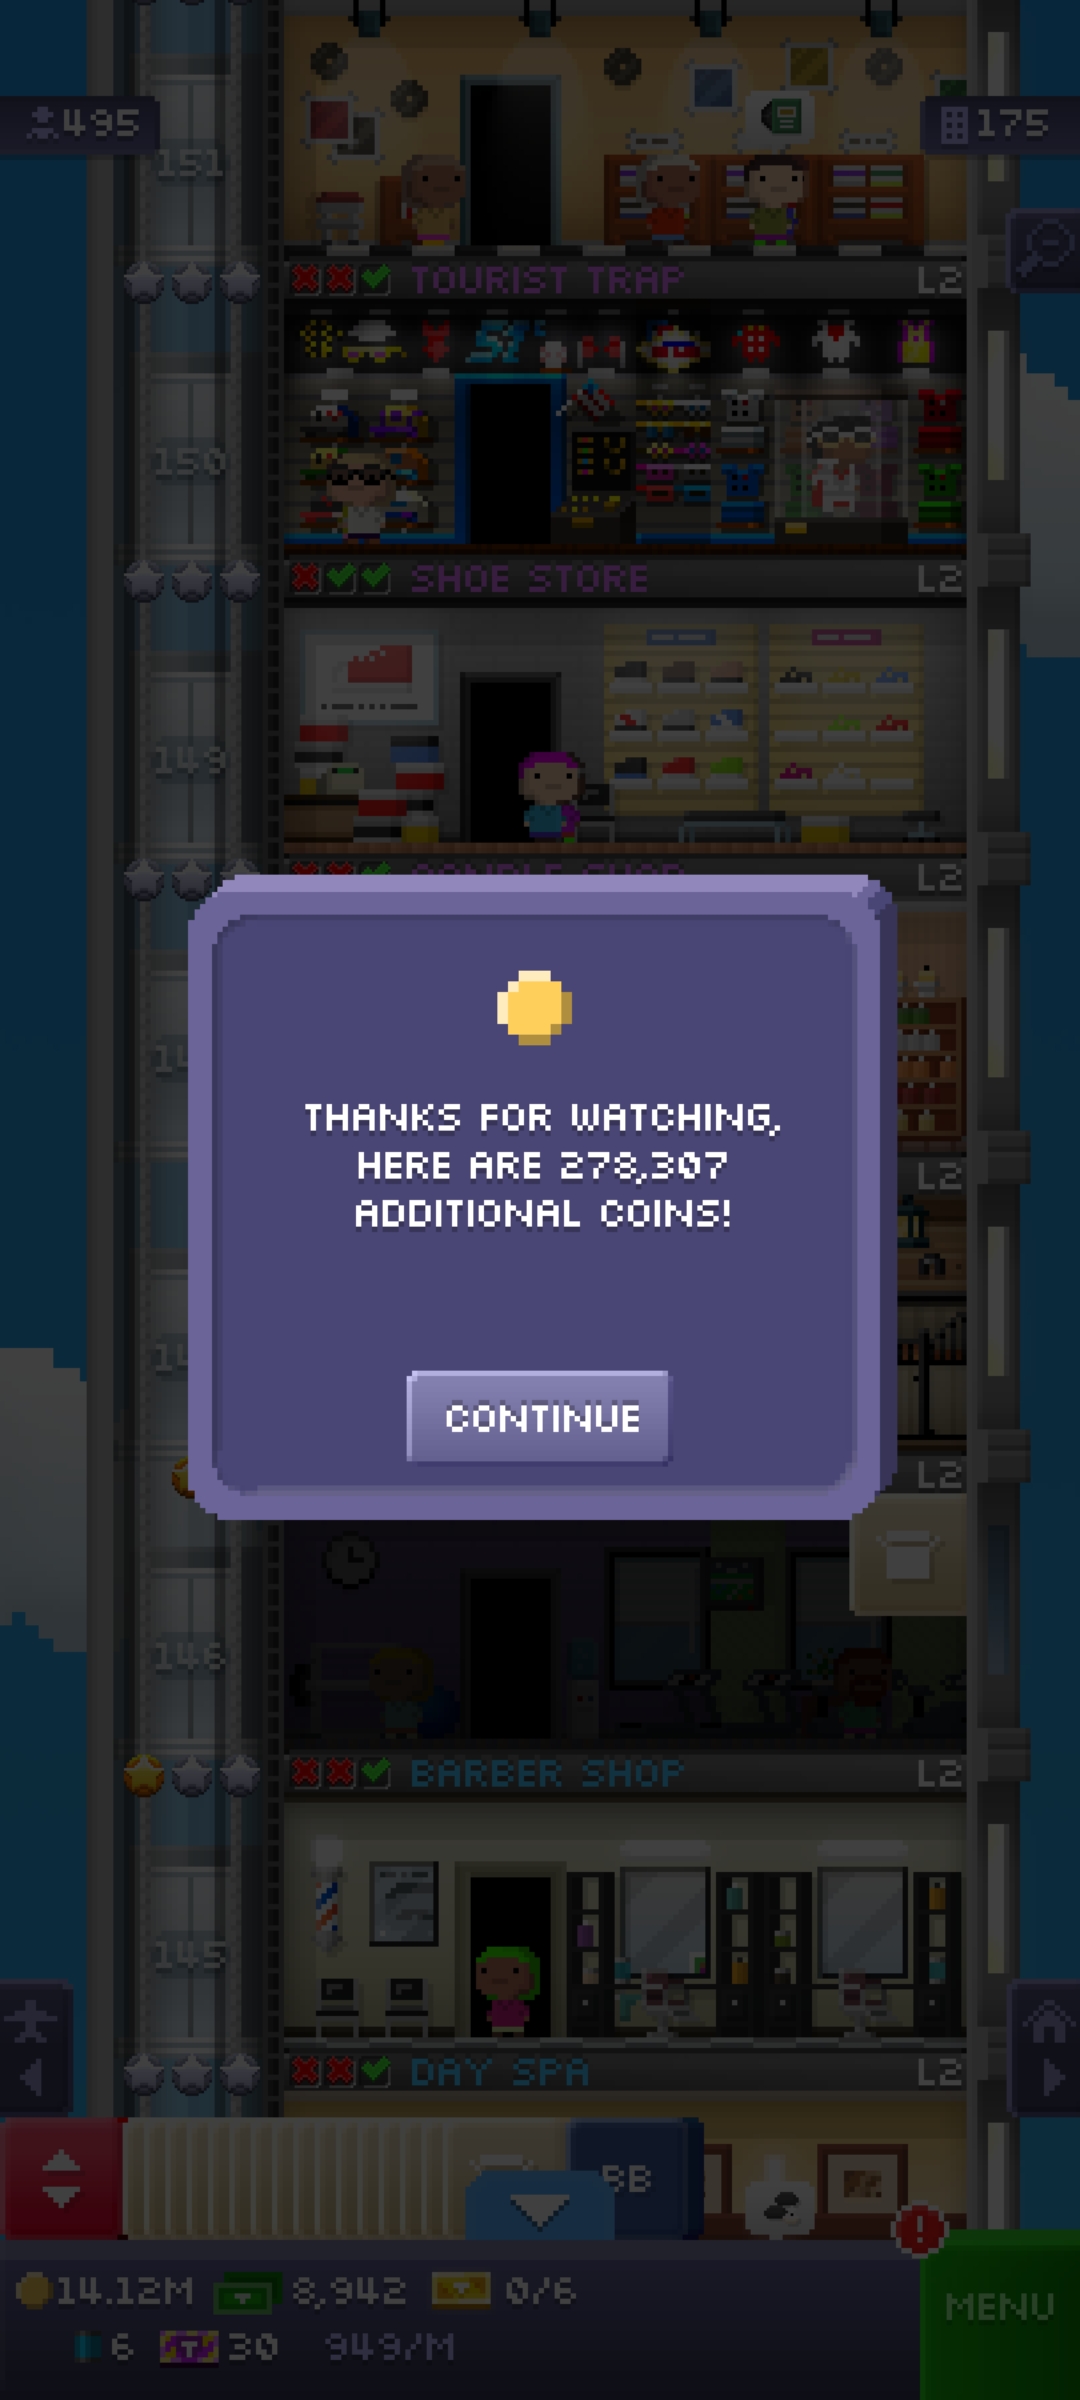 495
175
151
TOURIST TRAP L2
150
SHOE STORE L2
149
L2
THANKS FOR WATCHING,
HERE ARE 278,307
ADDITIONAL COINS!
L2
CONTINUE
L2
146
BARBER SHOP L2
145
DAY SPA L2
14.12M 8,942 0/6
MENU
6 30 949/M